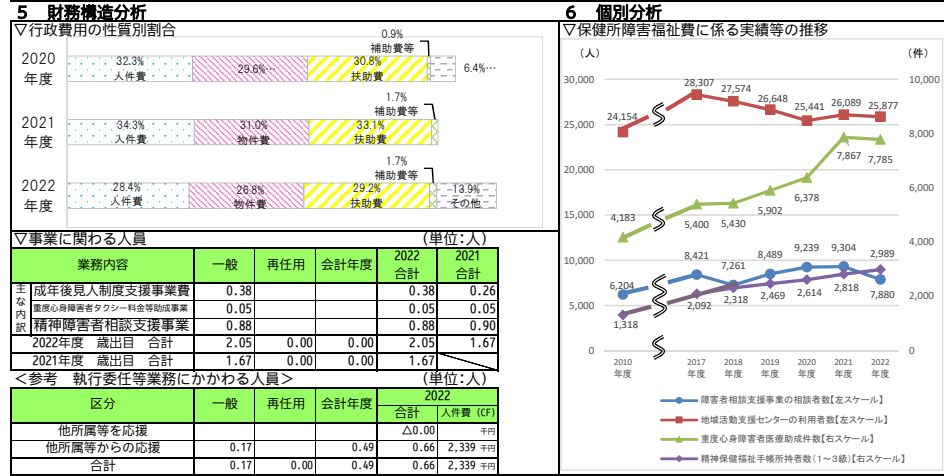 5 財務構造分析
▽行政費用の性質別割合
2020
年度
32.3%
人件費
29.6%…
30.8%
扶助費
0.9%
補助費等
6.4%…
2021
年度
34.3%
人件費
31.0%
物件費
33.1%
扶助費
1.7%
補助費等
2022
年度
28.4%
人件費
26.8%
物件費
29.2%
扶助費
1.7%
補助費等
13.9%
その他
▽事業に関わる人員 (単位:人)
業務内容 一般 再任用 会計年度 2022 合計 2021 合計
主な内訳
成年後見人制度支援事業費 0.38 0.38 0.26
重度心身障害者タクシー料金等助成事業 0.05 0.05 0.05
精神障害者相談支援事業 0.88 0.88 0.90
2022年度 歳出目 合計 2.05 0.00 0.00 2.05 1.67
2021年度 歳出目 合計 1.67 0.00 0.00 1.67
<参考 執行委任等業務にかかわる人員> (単位:人)
区分 一般 再任用 会計年度 2022
合計 人件費(CF)
他所属等を応援 △0.00 千円
他所属等からの応援 0.17 0.49 0.66 2,339 千円
合計 0.17 0.00 0.49 0.66 2,339 千円
6 個別分析
▽保健所障害福祉費に係る実績等の推移
(人) (件)
30,000 10,000
25,000 8,000
20,000 6,000
15,000
10,000 4,000
5,000 2,000
0 0
24,154 28,307 27,574 26,648 25,441 26,089 25,877
4,183 5,400 5,430 5,902 6,378 7,867 7,785
6,204 8,421 7,261 8,489 9,239 9,304 7,880
1,318 2,092 2,318 2,469 2,614 2,818 2,989
2010 2017 2018 2019 2020 2021 2022
年度 年度 年度 年度 年度 年度 年度
障害者相談支援事業の相談者数【左スケール】
地域活動支援センターの利用者数【左スケール】
重度心身障害者医療助成件数【右スケール】
精神保健福祉手帳所持者数(1~3級)【右スケール】